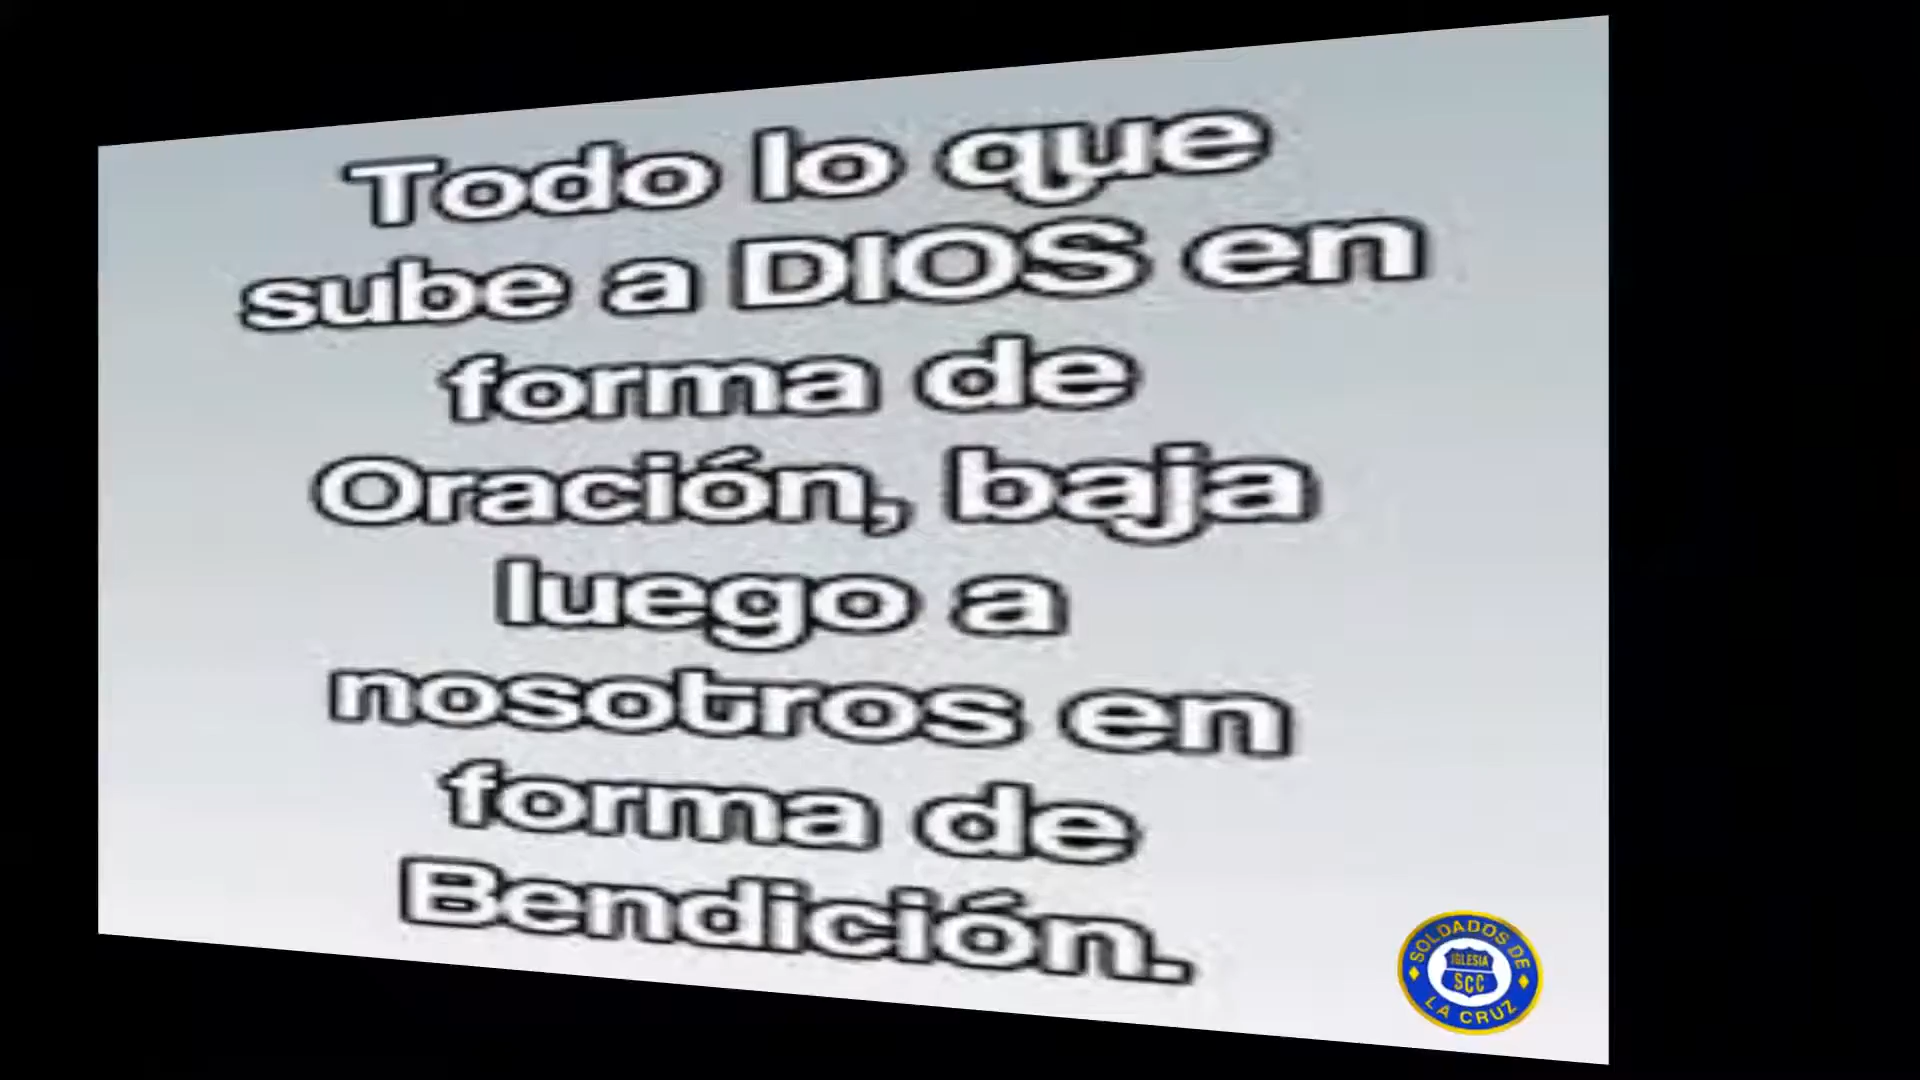 Todo lo que
sube a DIOS en
forma de
Oración, baja
luego a
nosotros en
forma de
Bendición.
SOLDADOS DE
IGLESIA
SCC
LA CRUZ